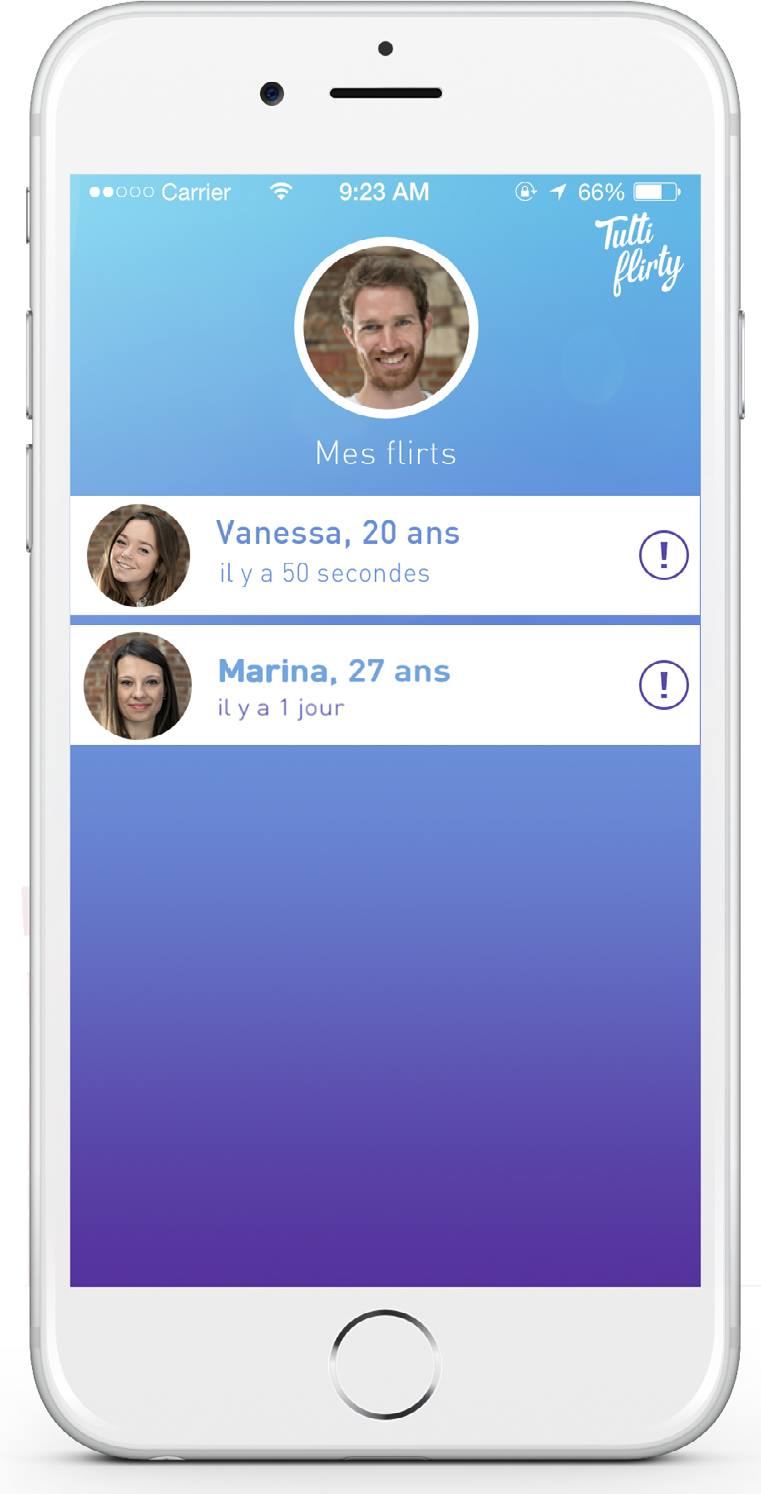 Carrier 9:23 AM 66%
Tutti
flirty
Mes flirts
Vanessa, 20 ans
il y a 50 secondes
!
Marina, 27 ans
il y a 1 jour
!